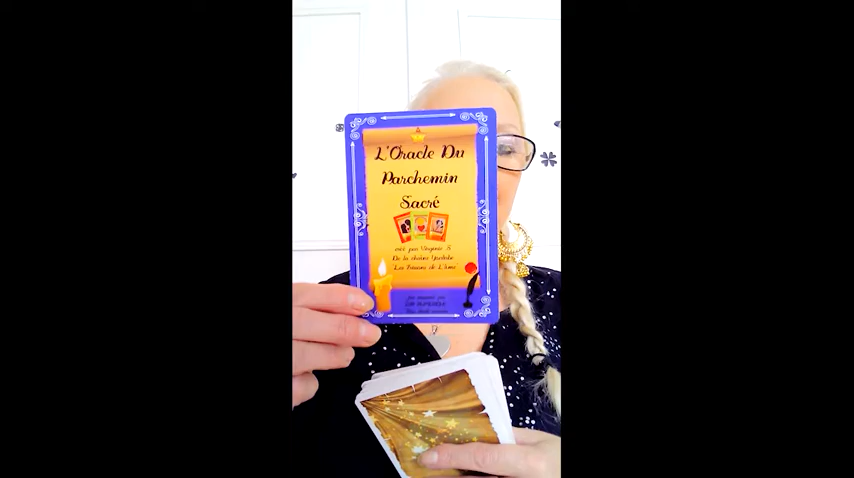 L'Oracle Du
Parchemin
Sacré
créé par Virginie S
De la chaîne Youtube
Les Trésors de L'âme